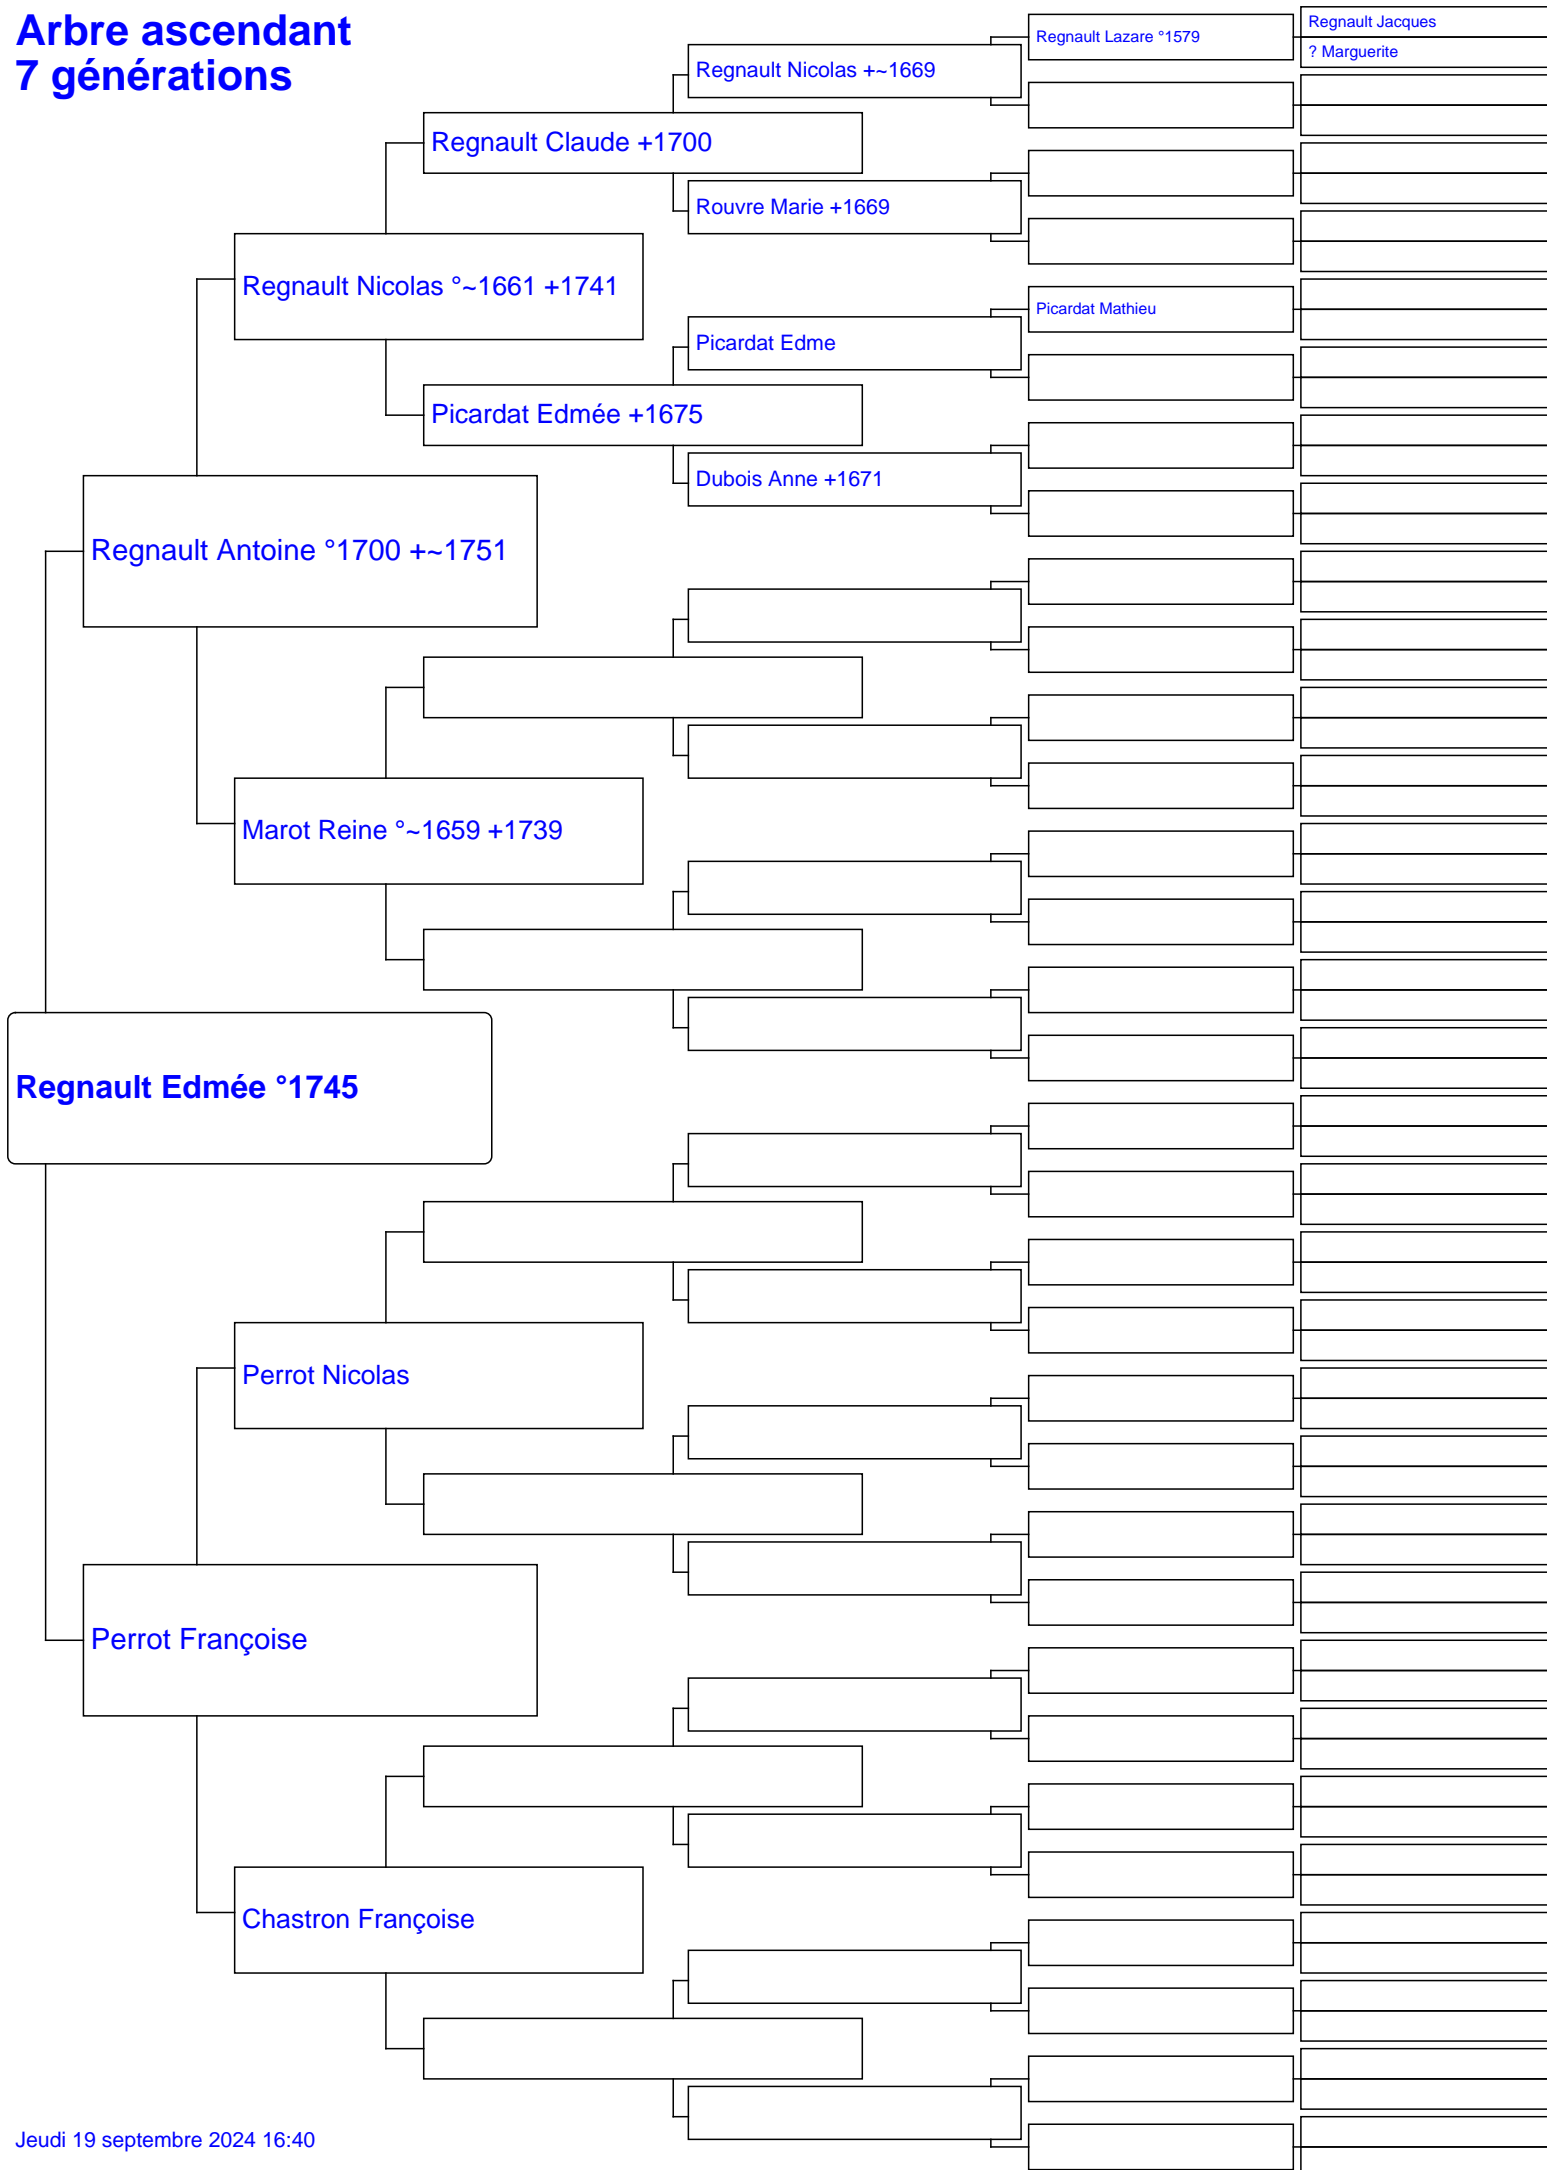 Arbre ascendant
7 générations
Regnault Jacques
Regnault Lazare °1579
? Marguerite
Regnault Nicolas +~1669
Regnault Claude +1700
Rouvre Marie +1669
Regnault Nicolas °~1661 +1741
Picardat Mathieu
Picardat Edme
Picardat Edmée +1675
Dubois Anne +1671
Regnault Antoine °1700 +~1751
Marot Reine °~1659 +1739
Regnault Edmée °1745
Perrot Nicolas
Perrot Françoise
Chastron Françoise
Jeudi 19 septembre 2024 16:40